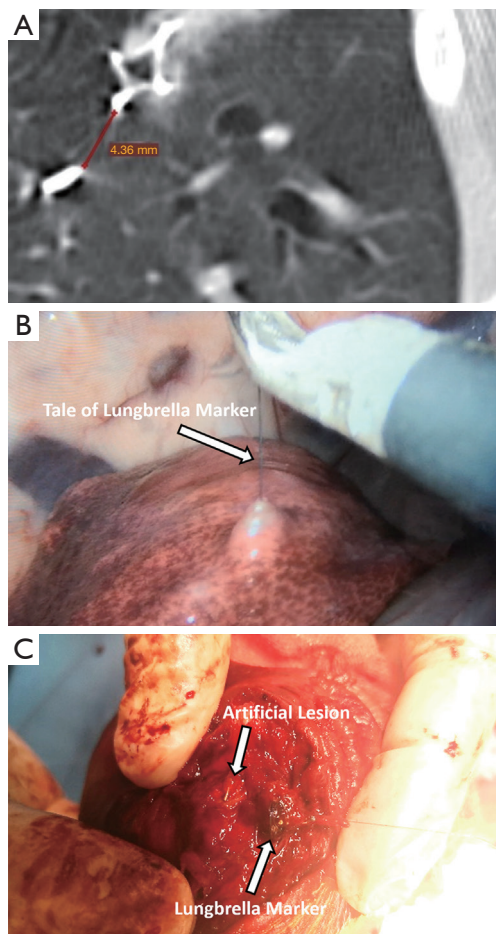 A
4.36 mm
B
Tale of Lungbrella Marker
C
Artificial Lesion
Lungbrella Marker